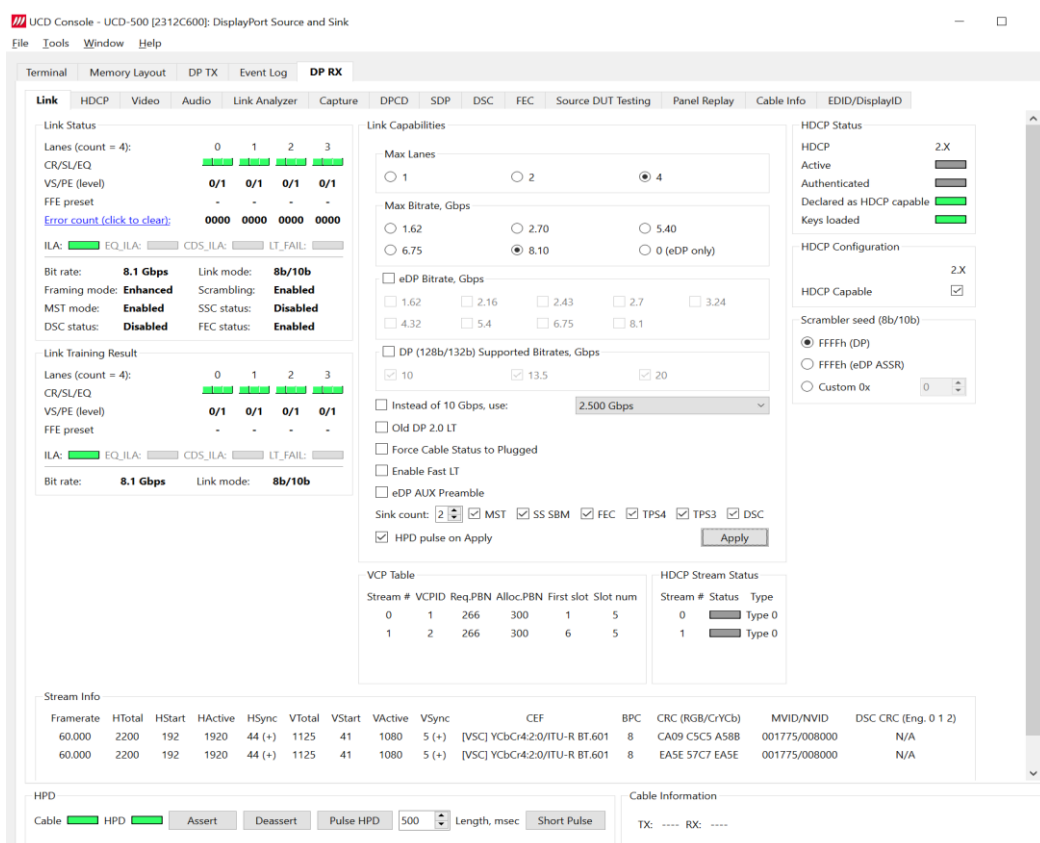 UCD Console - UCD-500 [2312C600]: DisplayPort Source and Sink
File Tools Window Help
Terminal Memory Layout DP TX Event Log DP RX
Link HDCP Video Audio Link Analyzer Capture DPCD SDP DSC FEC Source DUT Testing Panel Replay Cable Info EDID/DisplayID
Link Status
Lanes (count = 4): 0 1 2 3
CR/SL/EQ
VS/PE (level) 0/1 0/1 0/1 0/1
FFE preset - - - -
Error count (click to clear): 0000 0000 0000 0000
ILA: EQ_ILA: CDS_ILA: LT_FAIL:
Bit rate: 8.1 Gbps Link mode: 8b/10b
Framing mode: Enhanced Scrambling: Enabled
MST mode: Enabled SSC status: Disabled
DSC status: Disabled FEC status: Enabled
Link Training Result
Lanes (count = 4): 0 1 2 3
CR/SL/EQ
VS/PE (level) 0/1 0/1 0/1 0/1
FFE preset - - - -
ILA: EQ_ILA: CDS_ILA: LT_FAIL:
Bit rate: 8.1 Gbps Link mode: 8b/10b
Link Capabilities
Max Lanes
1 2 4
Max Bitrate, Gbps
1.62 2.70 5.40
6.75 8.10 0 (eDP only)
eDP Bitrate, Gbps
1.62 2.16 2.43 2.7 3.24
4.32 5.4 6.75 8.1
DP (128b/132b) Supported Bitrates, Gbps
10 13.5 20
Instead of 10 Gbps, use: 2.500 Gbps
Old DP 2.0 LT
Force Cable Status to Plugged
Enable Fast LT
eDP AUX Preamble
Sink count: 2 MST SS SBM FEC TPS4 TPS3 DSC
HPD pulse on Apply Apply
HDCP Status
HDCP 2.X
Active
Authenticated
Declared as HDCP capable
Keys loaded
HDCP Configuration
2.X
HDCP Capable
Scrambler seed (8b/10b)
FFFFh (DP)
FFFEh (eDP ASSR)
Custom 0x 0
VCP Table
Stream # VCPID Req.PBN Alloc.PBN First slot Slot num
0 1 266 300 1 5
1 2 266 300 6 5
HDCP Stream Status
Stream # Status Type
0 Type 0
1 Type 0
Stream Info
Framerate HTotal HStart HActive HSync VTotal VStart VActive VSync CEF BPC CRC (RGB/CrYCb) MVID/NVID DSC CRC (Eng. 0 1 2)
60.000 2200 192 1920 44 (+) 1125 41 1080 5 (+) [VSC] YCbCr4:2:0/ITU-R BT.601 8 CA09 C5C5 A58B 001775/008000 N/A
60.000 2200 192 1920 44 (+) 1125 41 1080 5 (+) [VSC] YCbCr4:2:0/ITU-R BT.601 8 EA5E 57C7 EA5E 001775/008000 N/A
HPD
Cable HPD Assert Deassert Pulse HPD 500 Length, msec Short Pulse
Cable Information
TX: ---- RX: ----